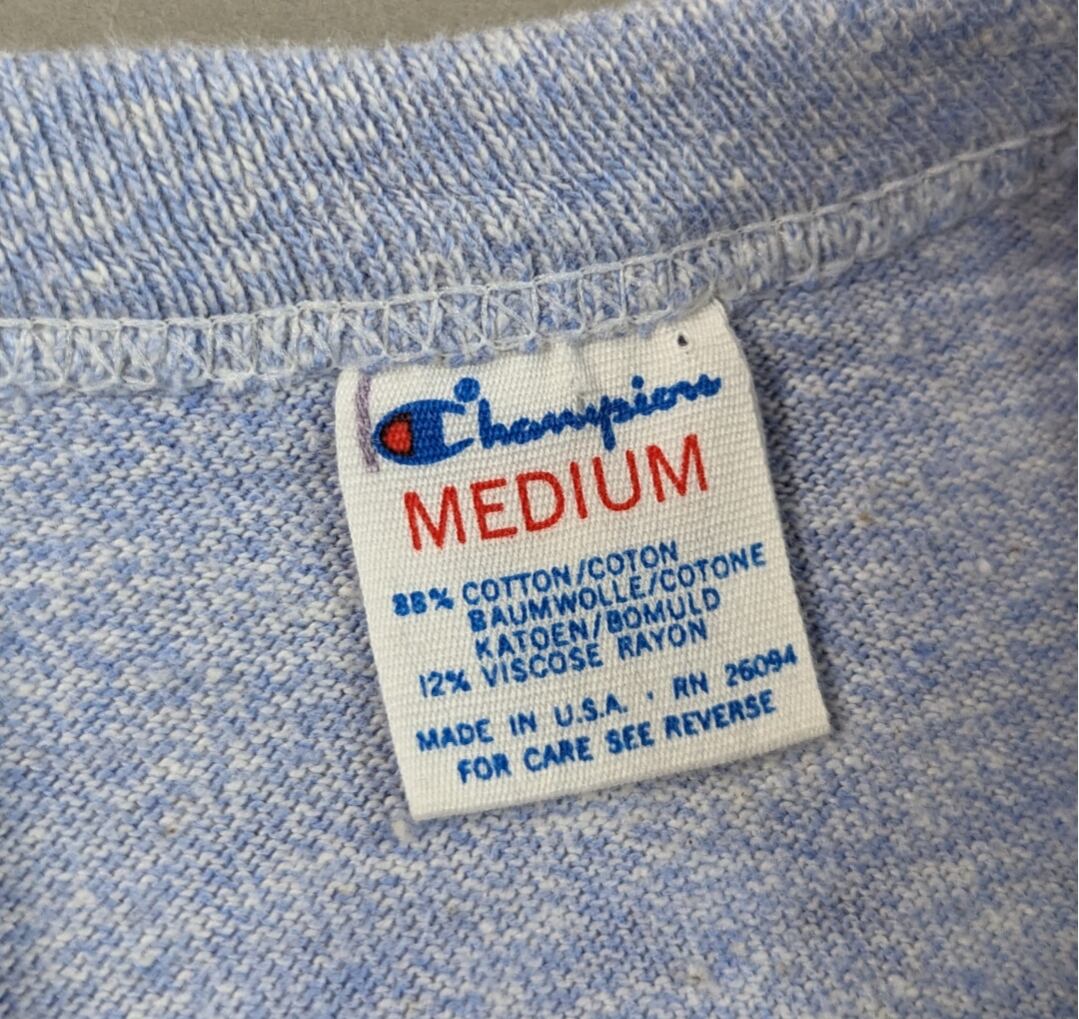 Champion
MEDIUM
88% COTTON/COTON
BAUMWOLLE/COTONE
KATOEN/BOMULD
12% VISCOSE RAYON
MADE IN U.S.A. · RN 26094
FOR CARE SEE REVERSE